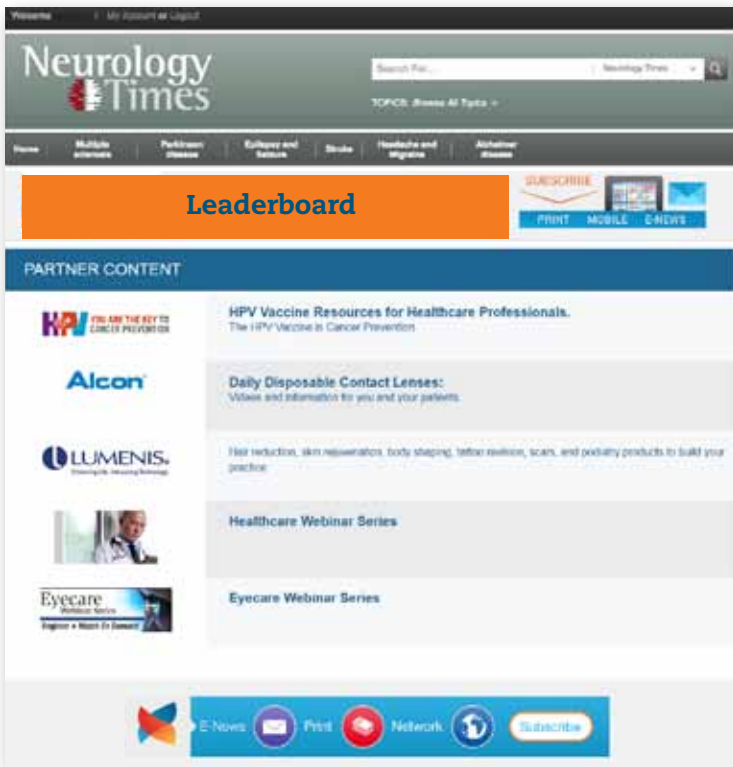 Welcome | My Account or Logout
Neurology
Times
Search For...
Neurology Times
TOPICS: Browse All Topics
Home
Multiple sclerosis
Parkinson disease
Epilepsy and Seizure
Stroke
Headache and Migraine
Alzheimer disease
Leaderboard
SUBSCRIBE
PRINT MOBILE E-NEWS
PARTNER CONTENT
HPV YOU ARE THE KEY TO CANCER PREVENTION
HPV Vaccine Resources for Healthcare Professionals.
The HPV Vaccine is Cancer Prevention
Alcon
Daily Disposable Contact Lenses:
Videos and information for you and your patients
LUMENIS.
Hair reduction, skin rejuvenation, body shaping, tattoo revision, scars, and podiatry products to build your
practice
Healthcare Webinar Series
Eyecare
Webinar Series
Register • Watch On Demand
Eyecare Webinar Series
E-News Print Network Subscribe